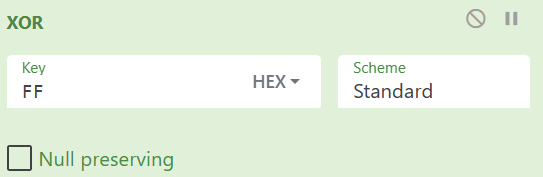 XOR
Key
FF
HEX
Scheme
Standard
Null preserving